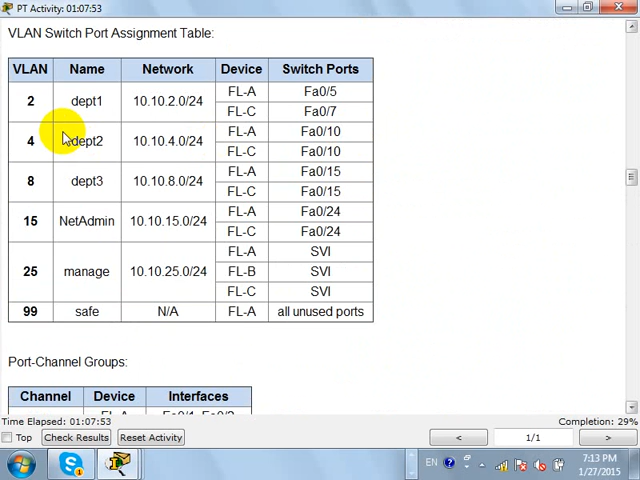 PT Activity: 01:07:53
VLAN Switch Port Assignment Table:
VLAN Name Network Device Switch Ports
2 dept1 10.10.2.0/24 FL-A Fa0/5
FL-C Fa0/7
4 dept2 10.10.4.0/24 FL-A Fa0/10
FL-C Fa0/10
8 dept3 10.10.8.0/24 FL-A Fa0/15
FL-C Fa0/15
15 NetAdmin 10.10.15.0/24 FL-A Fa0/24
FL-C Fa0/24
25 manage 10.10.25.0/24 FL-A SVI
FL-B SVI
FL-C SVI
99 safe N/A FL-A all unused ports
Port-Channel Groups:
Channel Device Interfaces
Time Elapsed: 01:07:53 Completion: 29%
Top Check Results Reset Activity < 1/1 >
EN 7:13 PM
1/27/2015